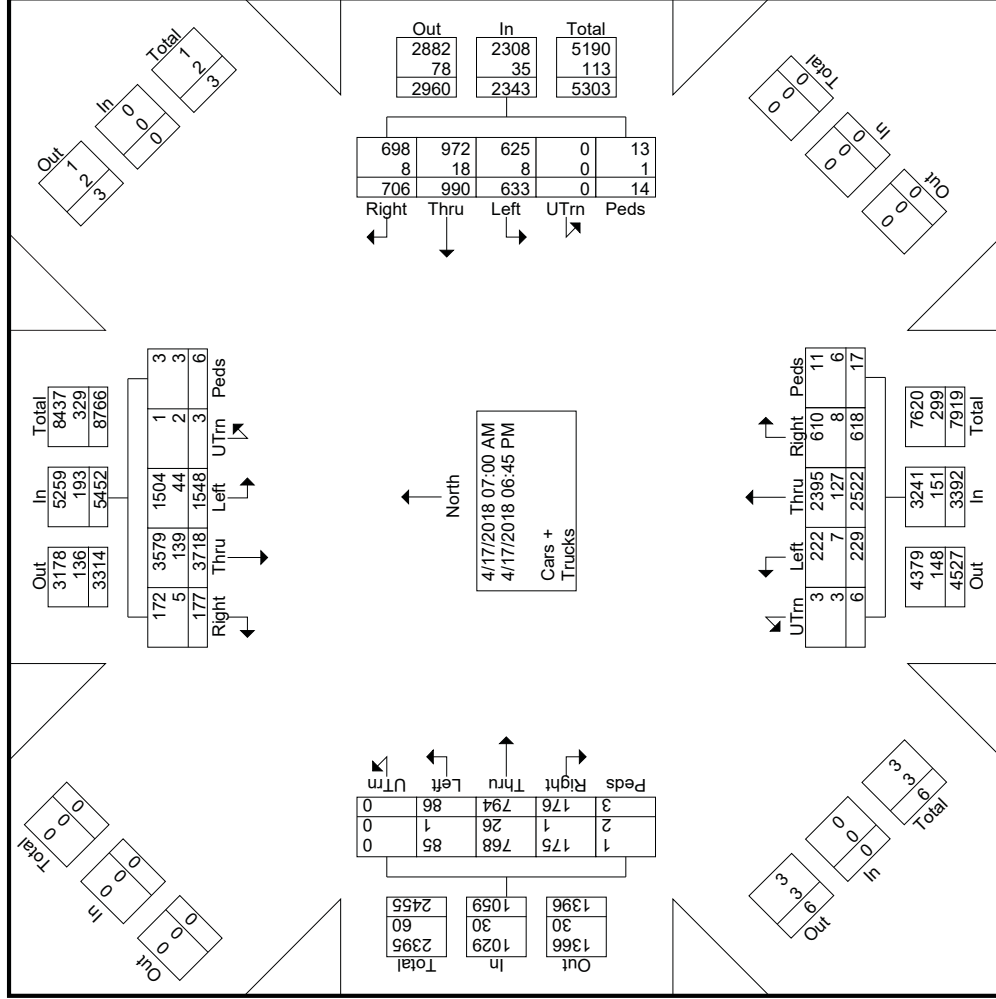 Out In Total
2882 2308 5190
78 35 113
2960 2343 5303
698 972 625 0 13
8 18 8 0 1
706 990 633 0 14
Right Thru Left UTrn Peds
Total
1
2
3
In
0
0
0
Out
1
2
3
Total
0
0
0
In
0
0
0
Out
0
0
0
Out In Total
3178 5259 8437
136 193 329
3314 5452 8766
172 3579 1504 1 3
5 139 44 2 3
177 3718 1548 3 6
Right Thru Left UTrn Peds
North
4/17/2018 07:00 AM
4/17/2018 06:45 PM
Cars +
Trucks
UTrn Left Thru Right Peds
3 222 2395 610 11
3 7 127 8 6
6 229 2522 618 17
4379 3241 7620
148 151 299
4527 3392 7919
Out In Total
Peds Right Thru Left UTrn
3 176 794 86 0
2 1 26 1 0
1 175 768 85 0
1396 1059 2455
30 30 60
1366 1029 2395
Out In Total
Total
0
0
0
In
0
0
0
Out
0
0
0
3
3
6
Total
0
0
0
In
3
3
6
Out